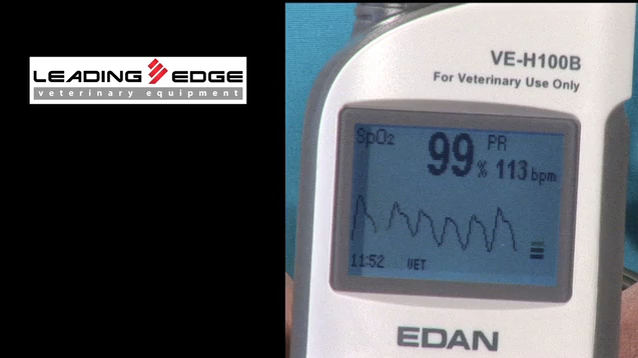 LEADING EDGE
veterinary equipment
VE-H100B
For Veterinary Use Only
SpO2
99 %
PR
113 bpm
11:52 VET
EDAN